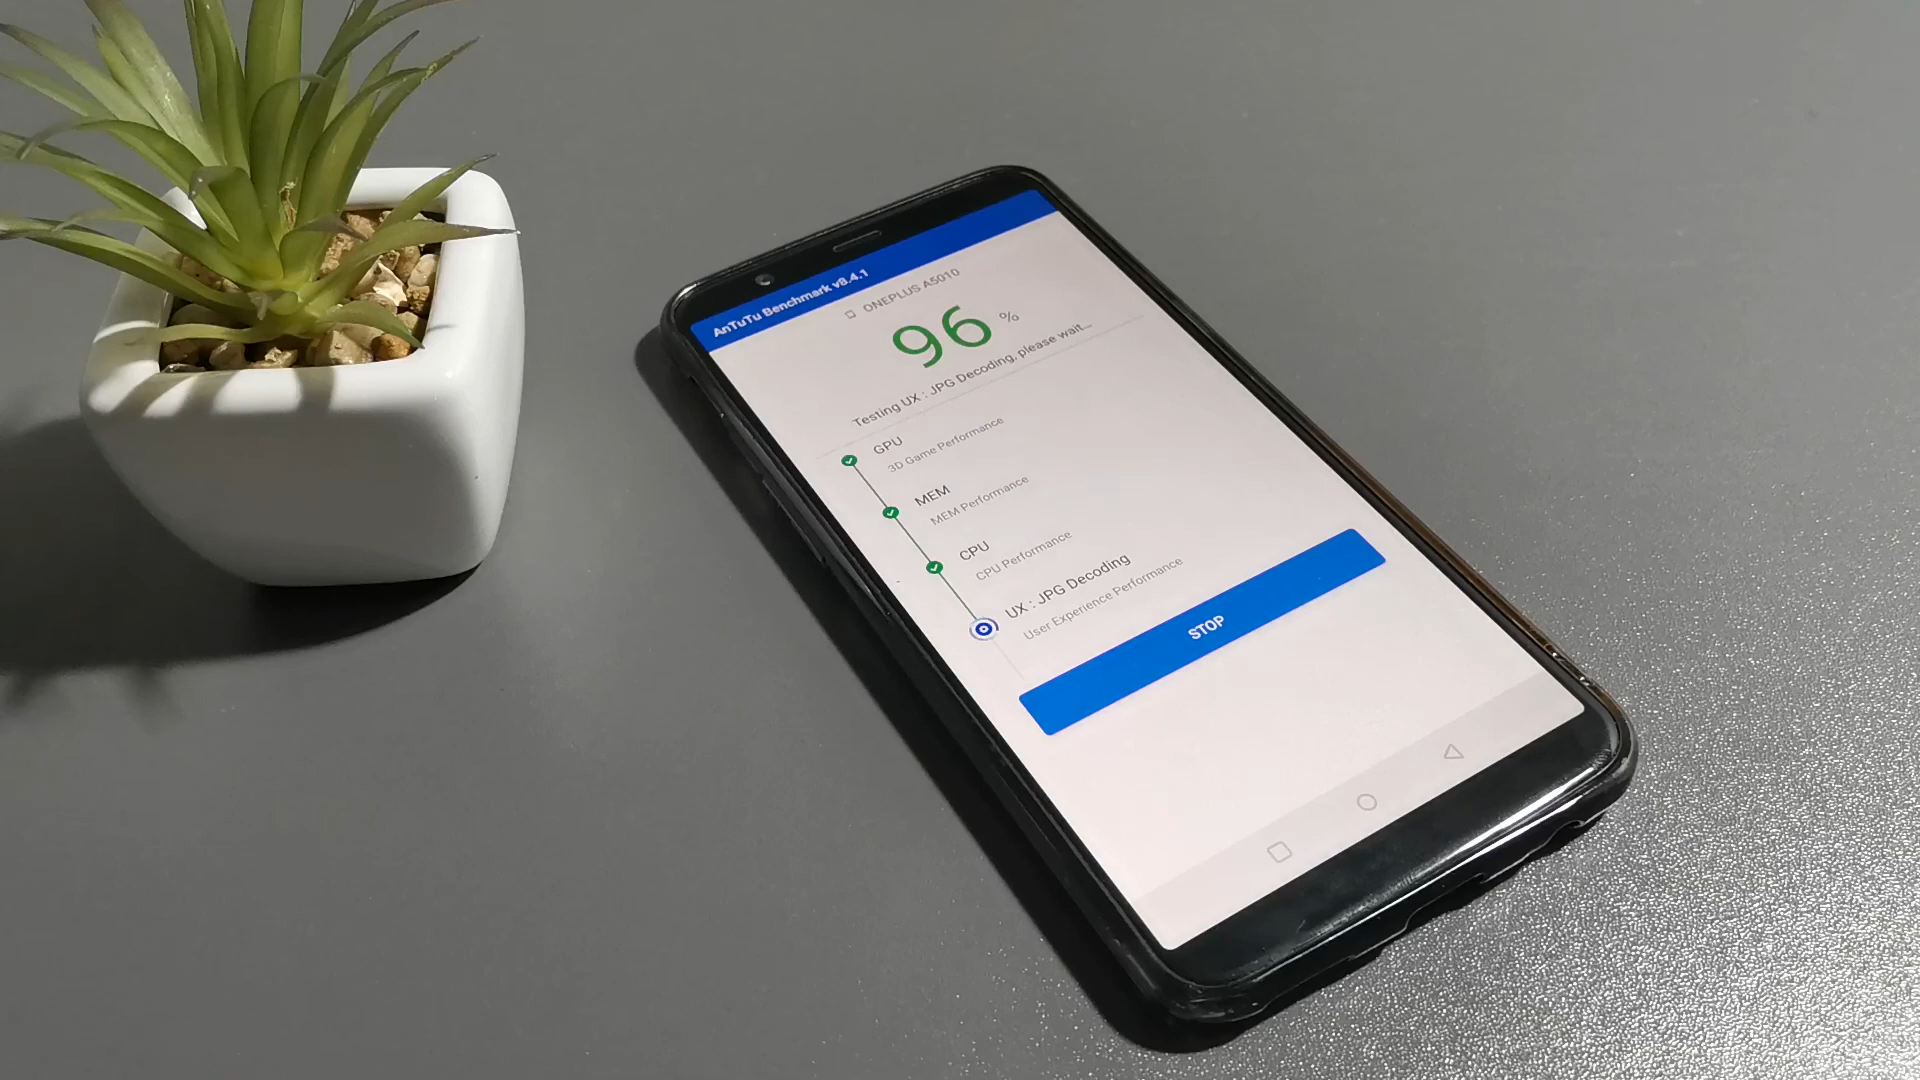 AnTuTu Benchmark v8.4.1
ONEPLUS A5010
96 %
Testing UX : JPG Decoding, please wait...
GPU
3D Game Performance
MEM
MEM Performance
CPU
CPU Performance
UX : JPG Decoding
User Experience Performance
STOP